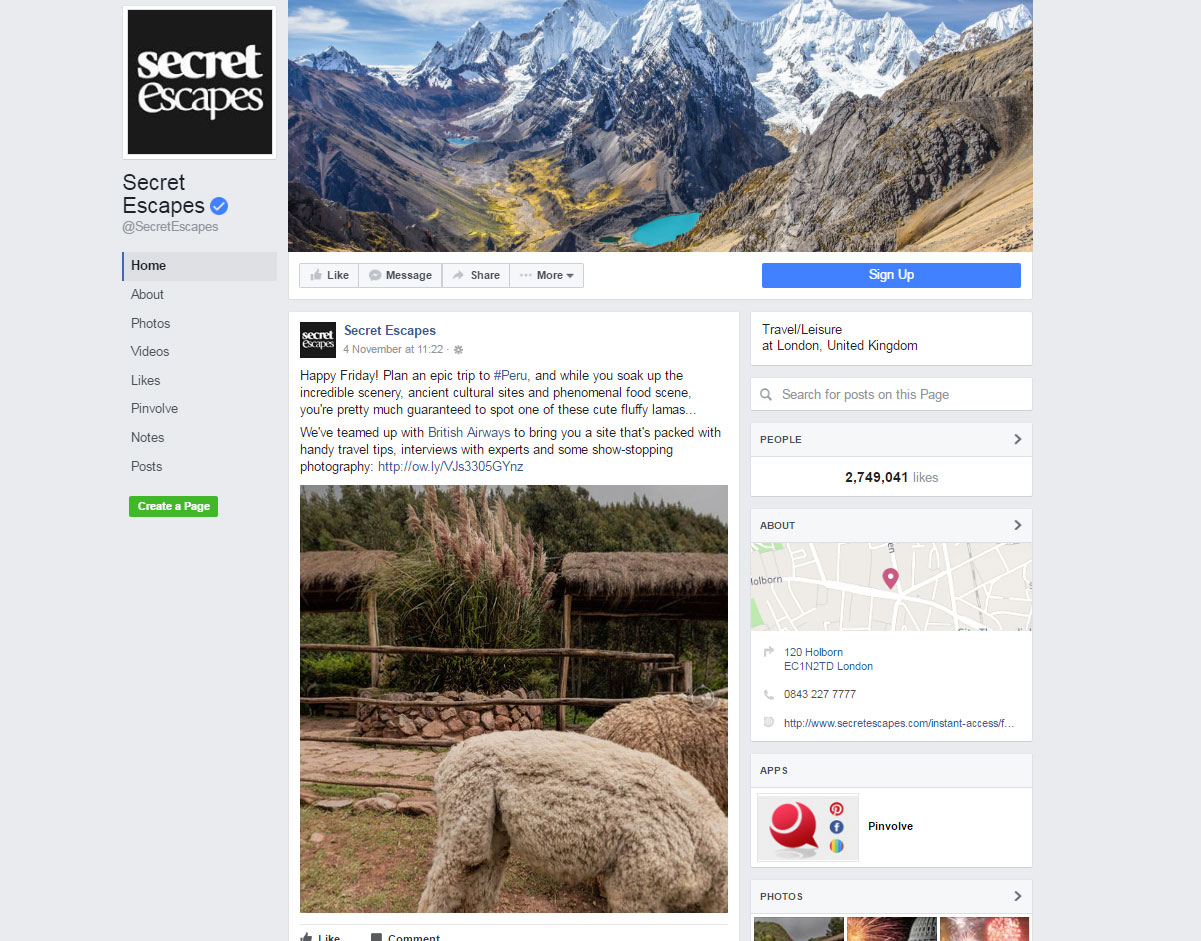 secret
escapes
Secret
Escapes
@SecretEscapes
Home
About
Photos
Videos
Likes
Pinvolve
Notes
Posts
Create a Page
Like
Message
Share
More
Sign Up
secret
escapes
Secret Escapes
4 November at 11:22 ·
Happy Friday! Plan an epic trip to #Peru, and while you soak up the
incredible scenery, ancient cultural sites and phenomenal food scene,
you're pretty much guaranteed to spot one of these cute fluffy lamas...
We've teamed up with British Airways to bring you a site that's packed with
handy travel tips, interviews with experts and some show-stopping
photography: http://ow.ly/VJs3305GYnz
Like
Comment
Travel/Leisure
at London, United Kingdom
Search for posts on this Page
PEOPLE
2,749,041 likes
ABOUT
Holborn
120 Holborn
EC1N2TD London
0843 227 7777
http://www.secretescapes.com/instant-access/f...
APPS
Pinvolve
PHOTOS